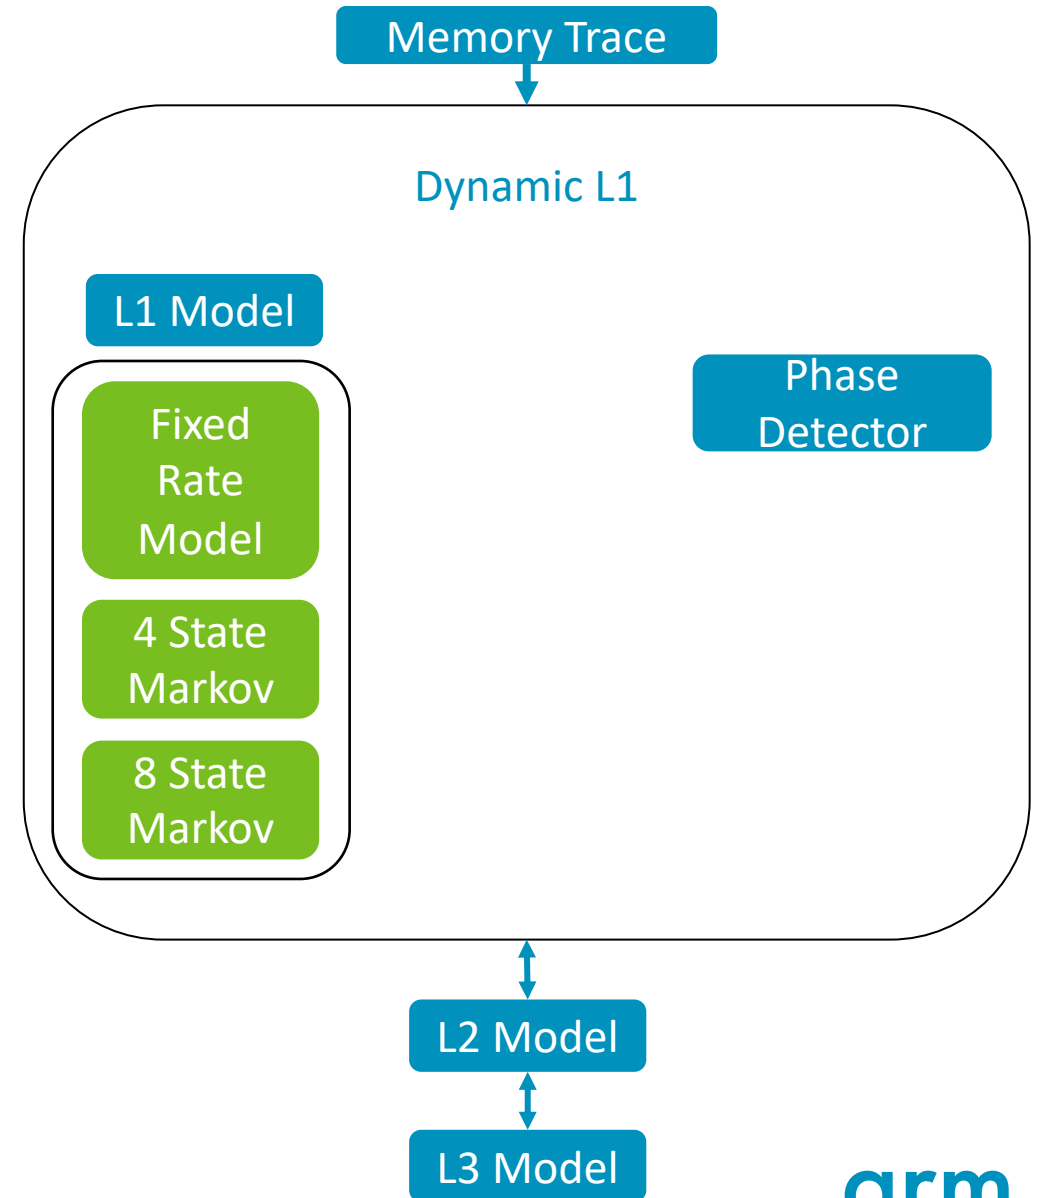 Memory Trace
Dynamic L1
L1 Model
Fixed
Rate
Model
4 State
Markov
8 State
Markov
Phase
Detector
L2 Model
L3 Model
arm